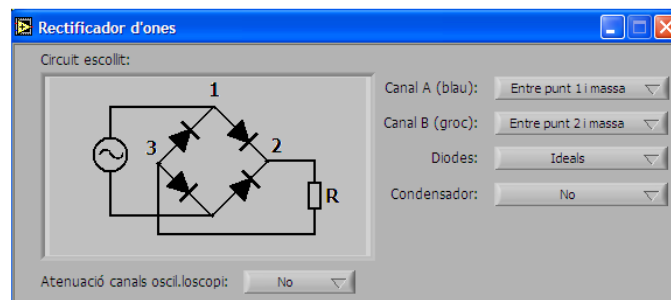 Rectificador d'ones
Circuit escollit:
1
3
2
R
Canal A (blau): Entre punt 1 i massa
Canal B (groc): Entre punt 2 i massa
Diodes: Ideals
Condensador: No
Atenuació canals oscil.loscopi: No